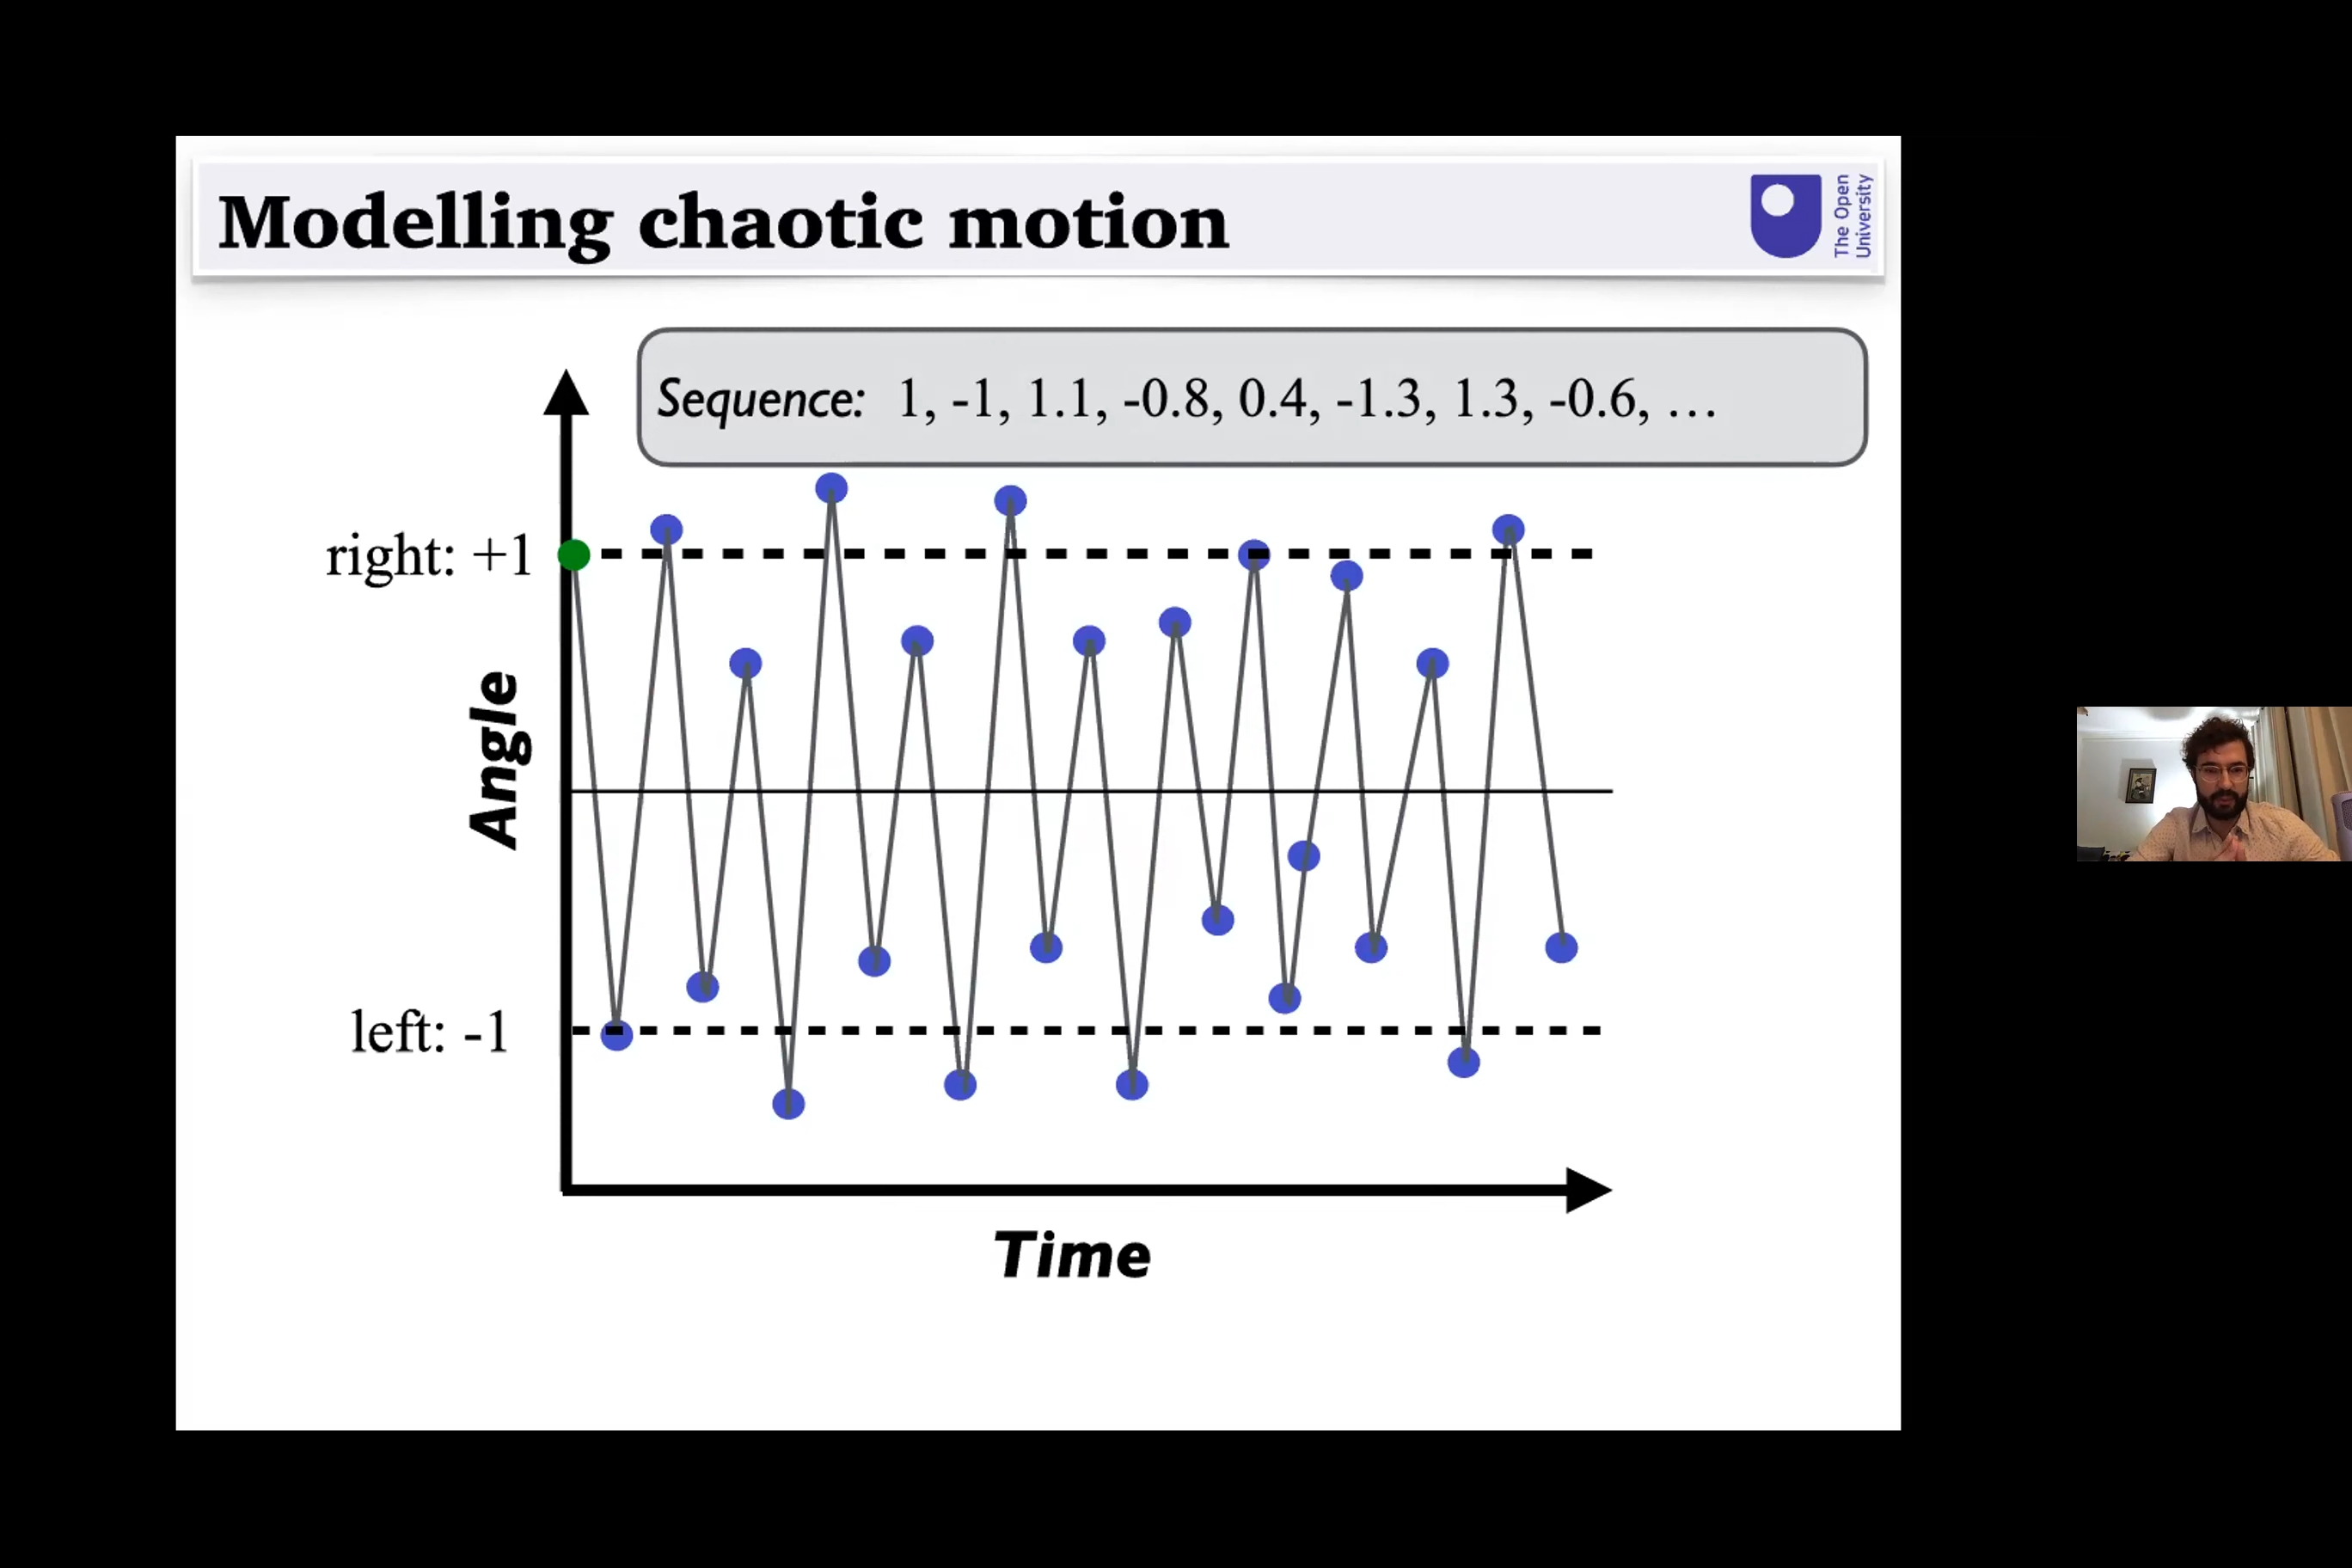 Modelling chaotic motion
The Open
University
Sequence: 1, -1, 1.1, -0.8, 0.4, -1.3, 1.3, -0.6, …
right: +1
Angle
left: -1
Time